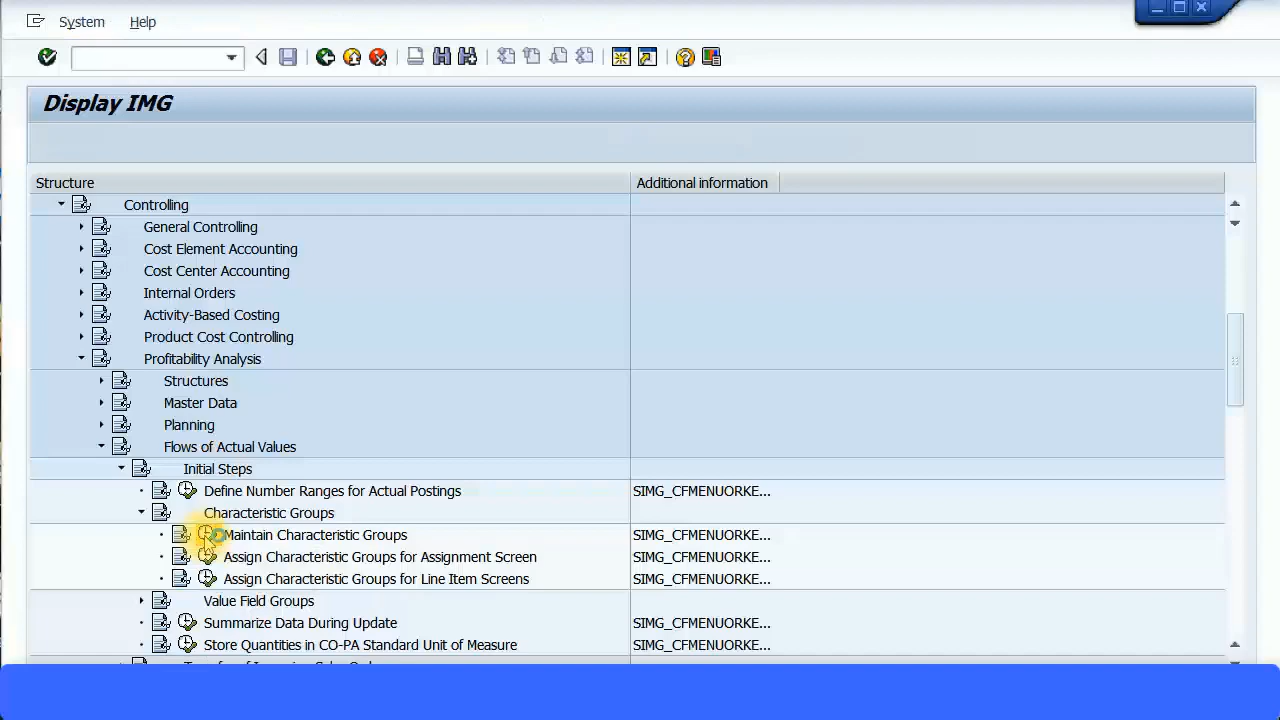 System Help
Display IMG
Structure Additional information
Controlling
General Controlling
Cost Element Accounting
Cost Center Accounting
Internal Orders
Activity-Based Costing
Product Cost Controlling
Profitability Analysis
Structures
Master Data
Planning
Flows of Actual Values
Initial Steps
Define Number Ranges for Actual Postings SIMG_CFMENUORKE...
Characteristic Groups
Maintain Characteristic Groups SIMG_CFMENUORKE...
Assign Characteristic Groups for Assignment Screen SIMG_CFMENUORKE...
Assign Characteristic Groups for Line Item Screens SIMG_CFMENUORKE...
Value Field Groups
Summarize Data During Update SIMG_CFMENUORKE...
Store Quantities in CO-PA Standard Unit of Measure SIMG_CFMENUORKE...